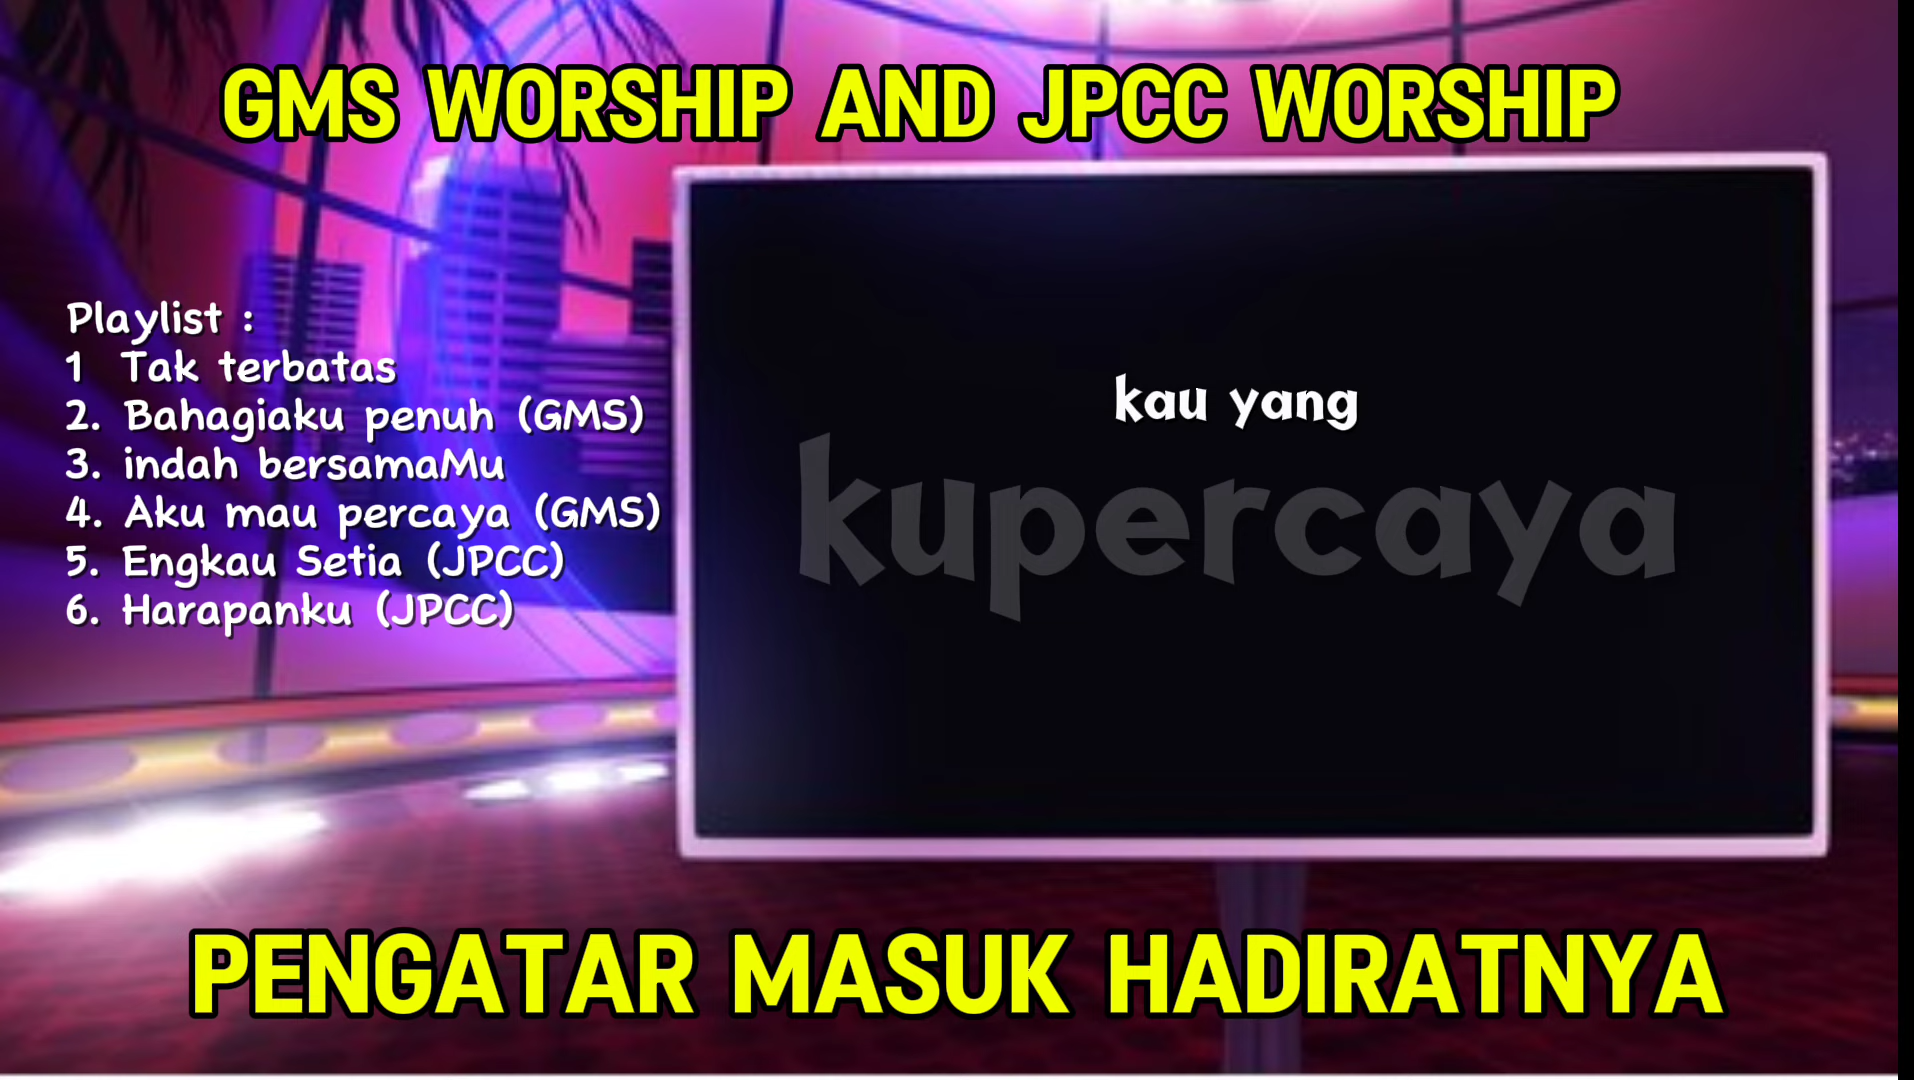 GMS WORSHIP AND JPCC WORSHIP
Playlist :
1 Tak terbatas
2. Bahagiaku penuh (GMS)
3. indah bersamaMu
4. Aku mau percaya (GMS)
5. Engkau Setia (JPCC)
6. Harapanku (JPCC)
kau yang
kupercaya
PENGATAR MASUK HADIRATNYA